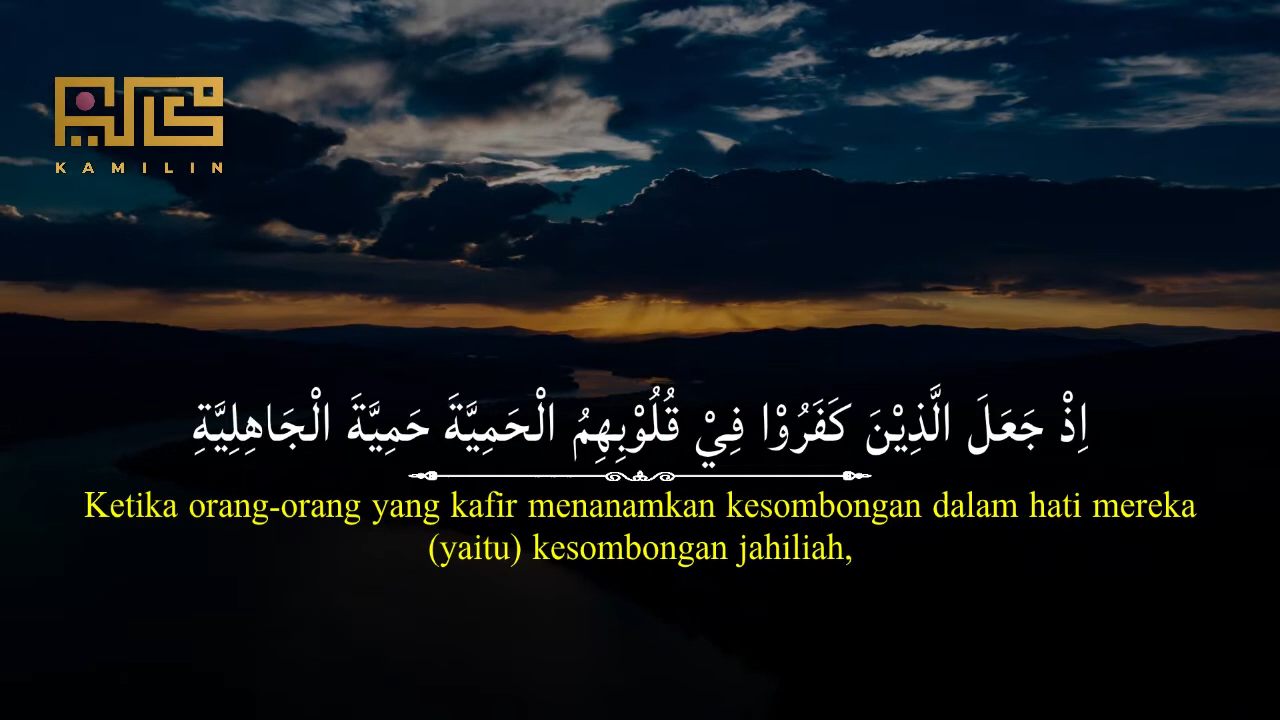 KAMILIN
اِذْ جَعَلَ الَّذِيْنَ كَفَرُوْا فِيْ قُلُوْبِهِمُ الْحَمِيَّةَ حَمِيَّةَ الْجَاهِلِيَّةِ
Ketika orang-orang yang kafir menanamkan kesombongan dalam hati mereka
(yaitu) kesombongan jahiliah,